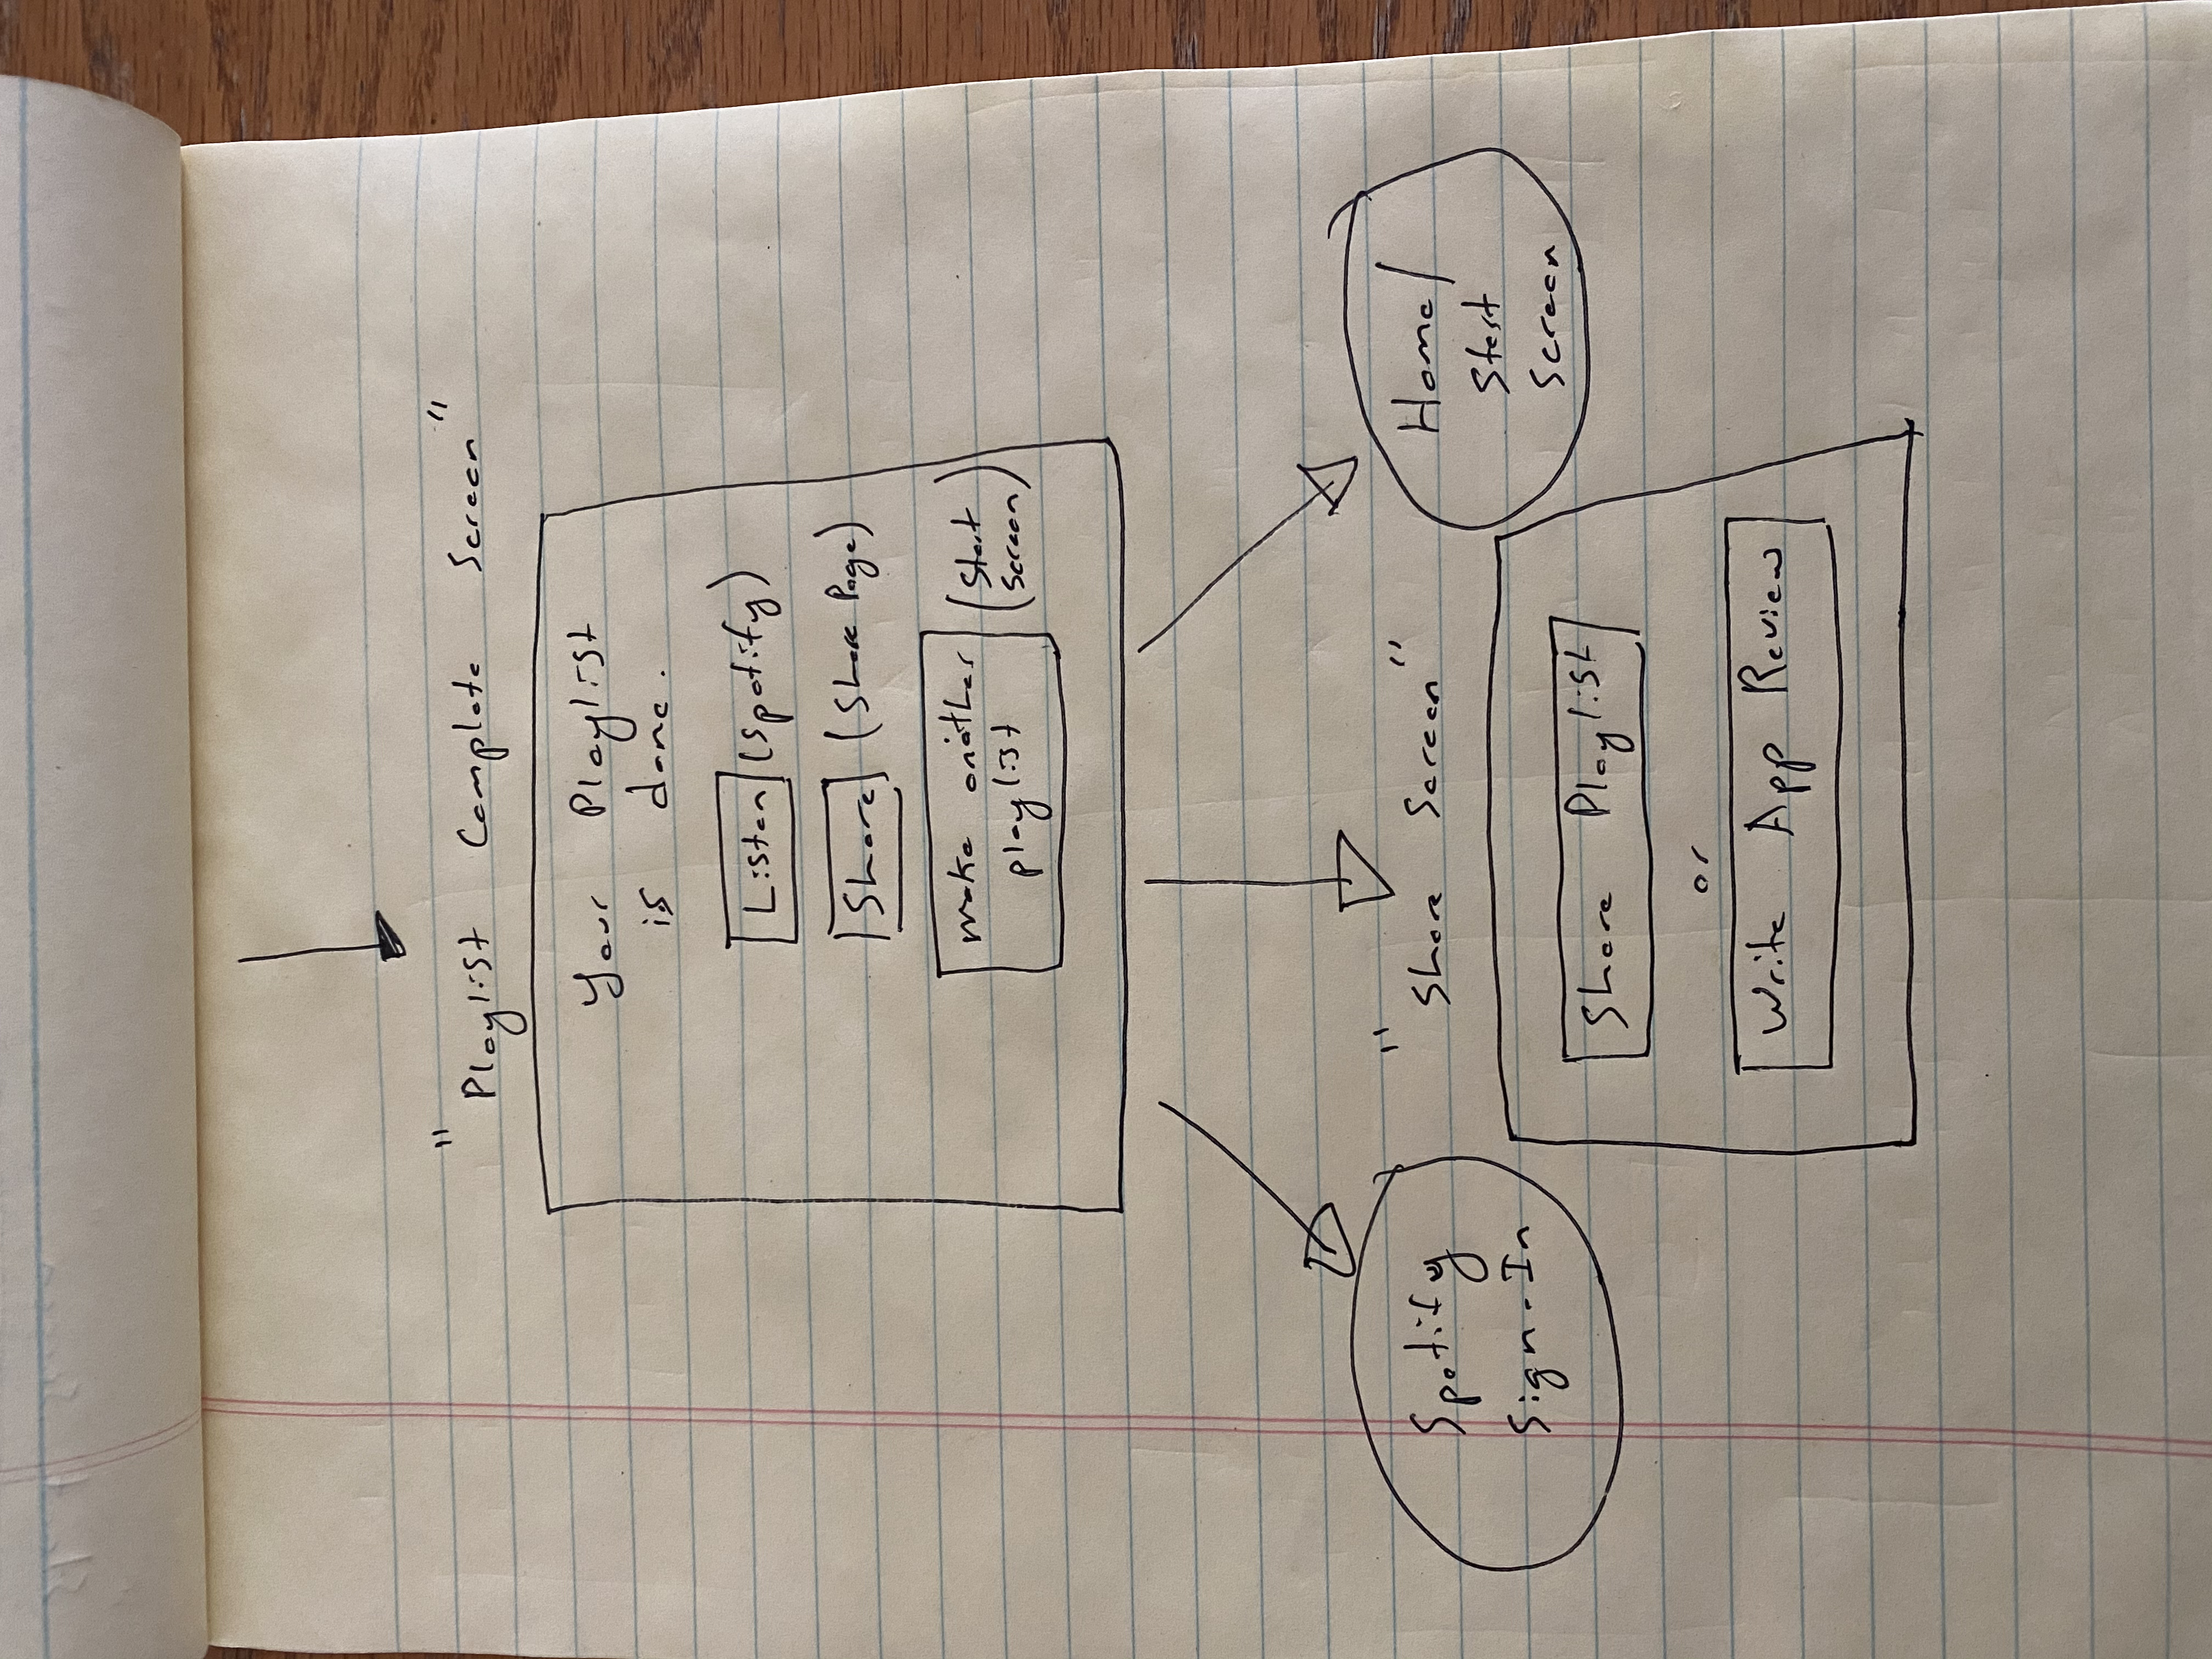 "Playlist Complete Screen"
Your Playlist
is done.
Listen (Spotify)
Share (Share Page)
make another
playlist
(Start
Screen)
Spotify
Sign-In
"Share Screen"
Home/
Start
Screen
Share Playlist
or
Write App Review